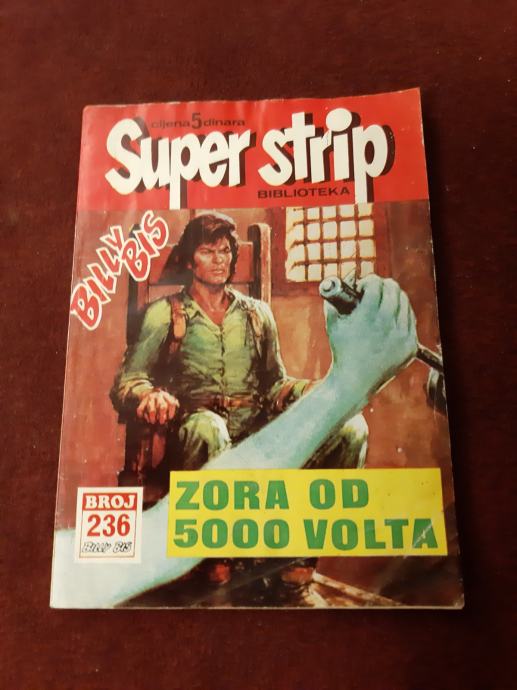 cijena 5 dinara
Super strip
BIBLIOTEKA
BILLY
BIS
ZORA OD
5000 VOLTA
BROJ
236
BILLY BIS